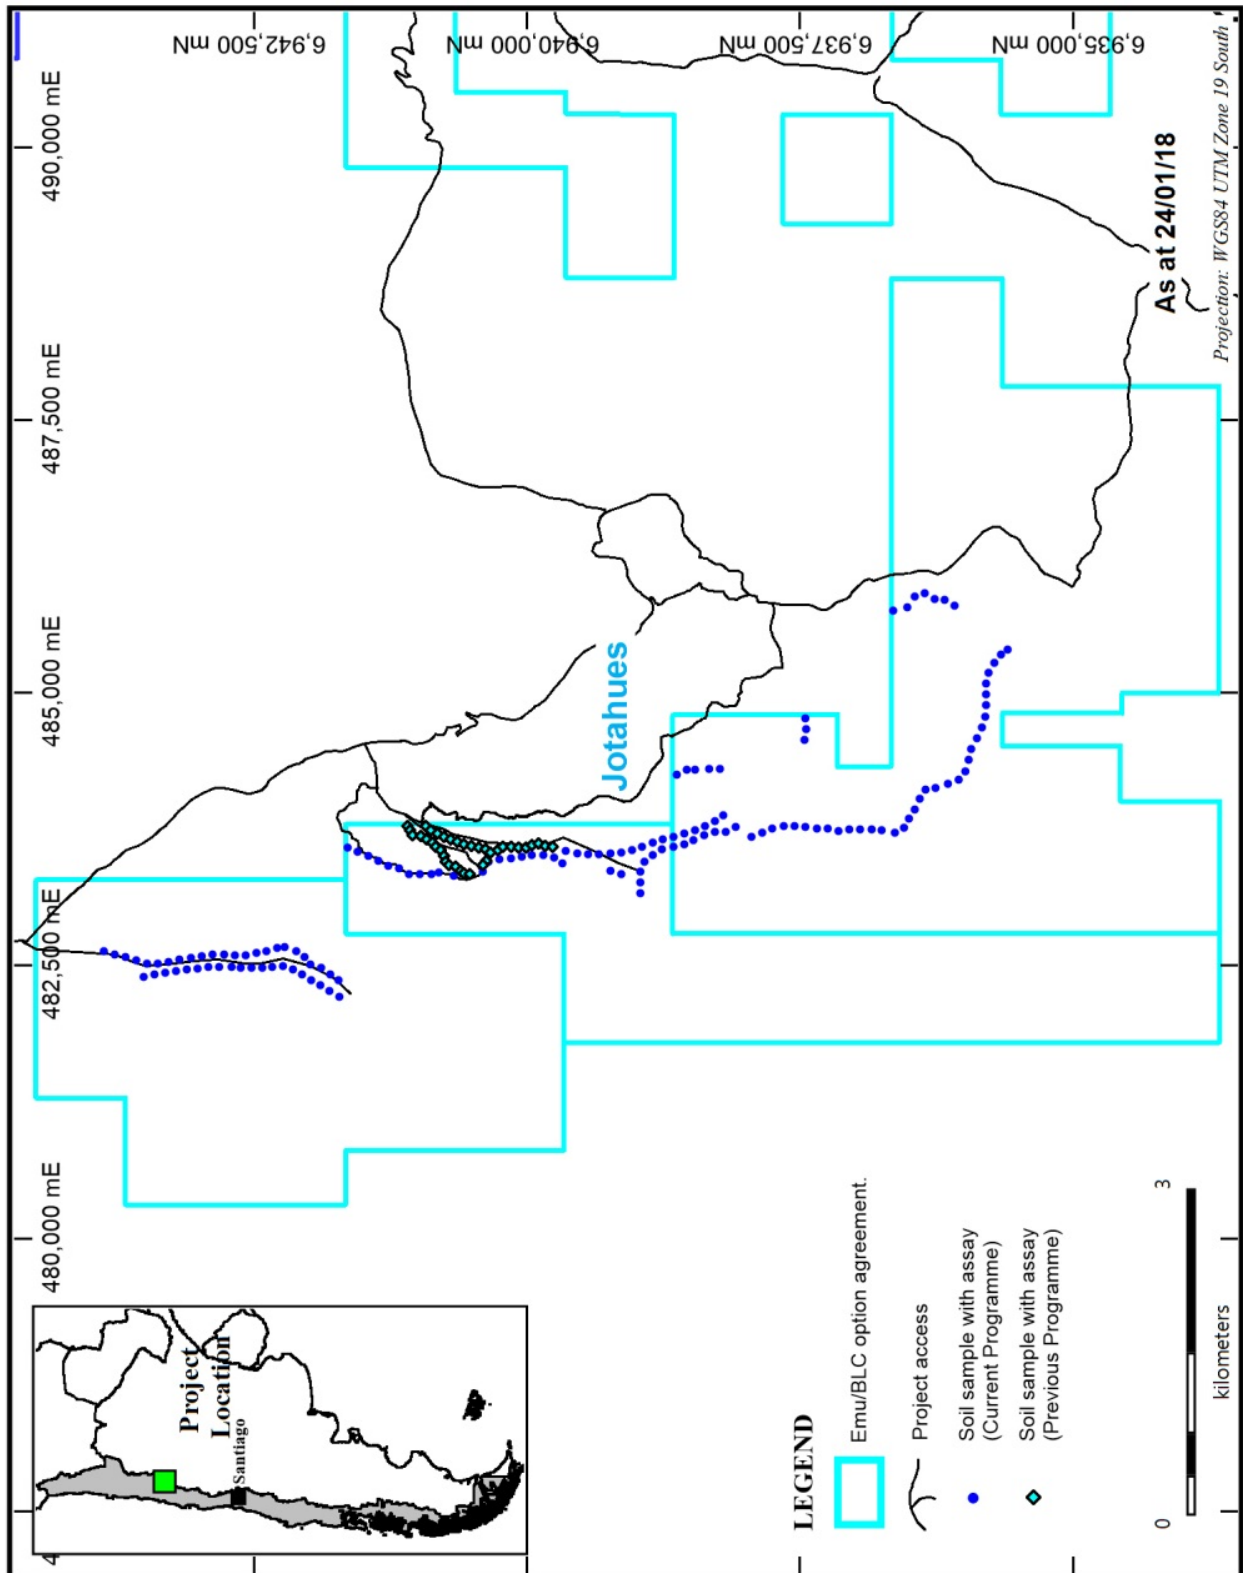 480,000 mE
482,500 mE
485,000 mE
487,500 mE
490,000 mE
6,942,500 mN
6,940,000 mN
6,937,500 mN
6,935,000 mN
Project
Location
Santiago
Jotahues
LEGEND
Emu/BLC option agreement.
Project access
Soil sample with assay
(Current Programme)
Soil sample with assay
(Previous Programme)
0
3
kilometers
As at 24/01/18
Projection: WGS84 UTM Zone 19 South